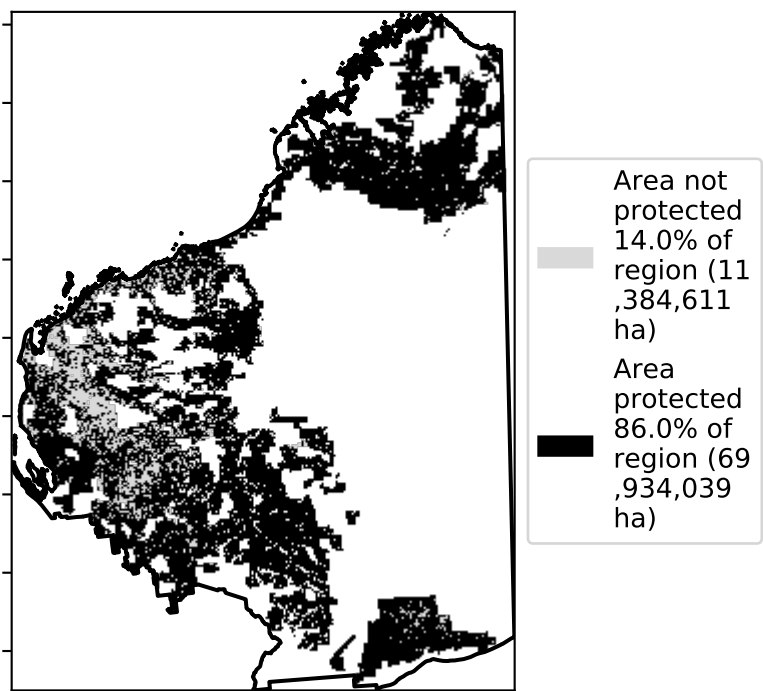 Area not
protected
14.0% of
region (11
,384,611
ha)
Area
protected
86.0% of
region (69
,934,039
ha)